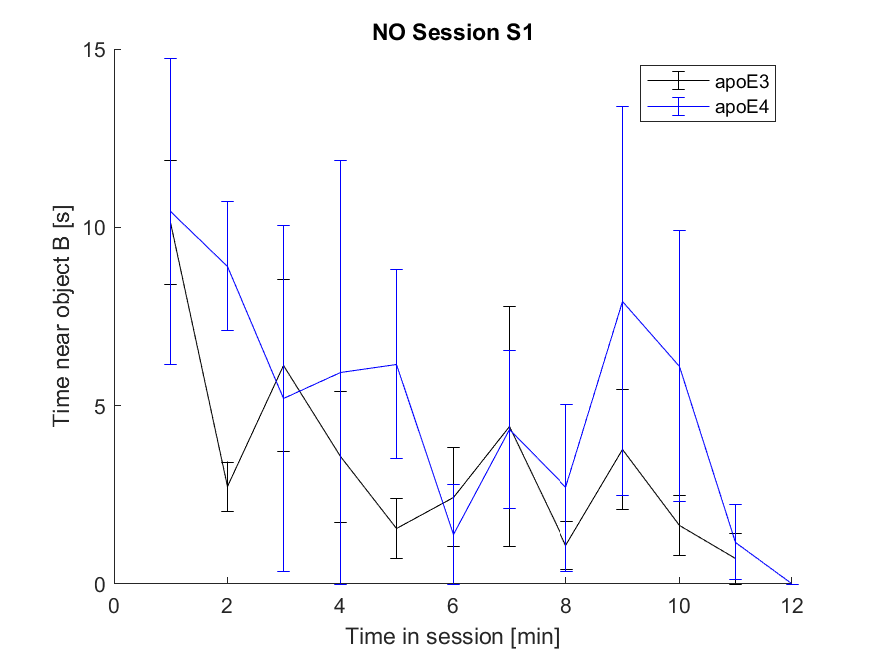 NO Session S1
apoE3
apoE4
15
10
5
0
Time near object B [s]
0 2 4 6 8 10 12
Time in session [min]